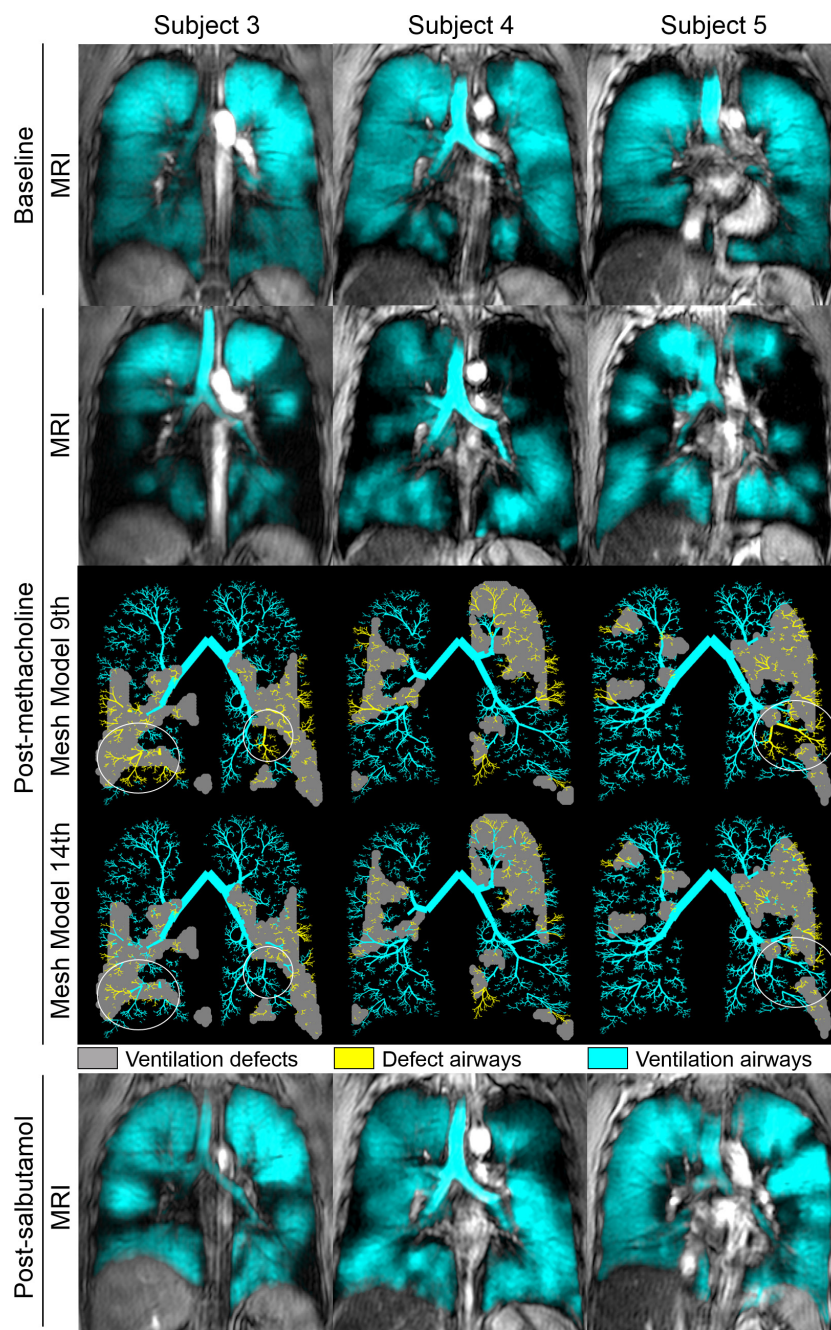 Subject 3
Subject 4
Subject 5
Baseline
MRI
Post-methacholine
MRI
Mesh Model 9th
Mesh Model 14th
Ventilation defects
Defect airways
Ventilation airways
Post-salbutamol
MRI